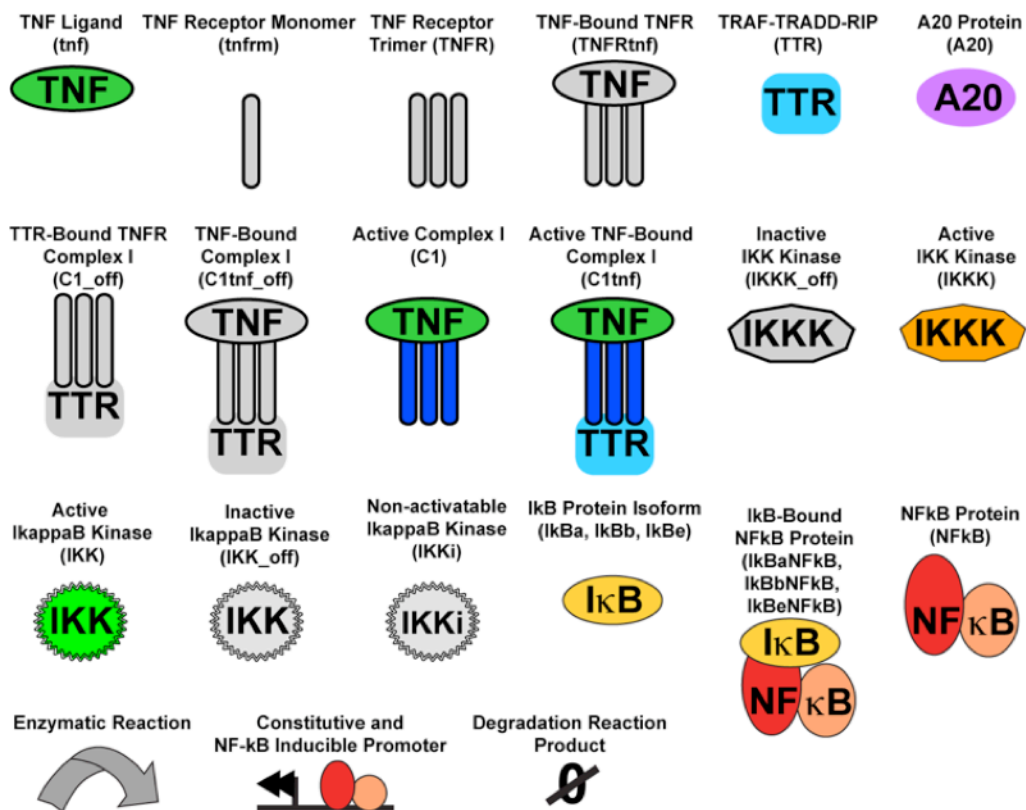 TNF Ligand
(tnf)
TNF
TNF Receptor Monomer
(tnfrm)
TNF Receptor
Trimer (TNFR)
TNF-Bound TNFR
(TNFRtnf)
TNF
TRAF-TRADD-RIP
(TTR)
TTR
A20 Protein
(A20)
A20
TTR-Bound TNFR
Complex I
(C1_off)
TTR
TNF-Bound
Complex I
(C1tnf_off)
TNF
TTR
Active Complex I
(C1)
TNF
Active TNF-Bound
Complex I
(C1tnf)
TNF
TTR
Inactive
IKK Kinase
(IKKK_off)
IKKK
Active
IKK Kinase
(IKKK)
IKKK
Active
IkappaB Kinase
(IKK)
IKK
Inactive
IkappaB Kinase
(IKK_off)
IKK
Non-activatable
IkappaB Kinase
(IKKi)
IKKi
IkB Protein Isoform
(IkBa, IkBb, IkBe)
IκB
IkB-Bound
NFkB Protein
(IkBaNFkB,
IkBbNFkB,
IkBeNFkB)
IκB
NF κB
NFkB Protein
(NFkB)
NF κB
Enzymatic Reaction
Constitutive and
NF-kB Inducible Promoter
Degradation Reaction
Product
0